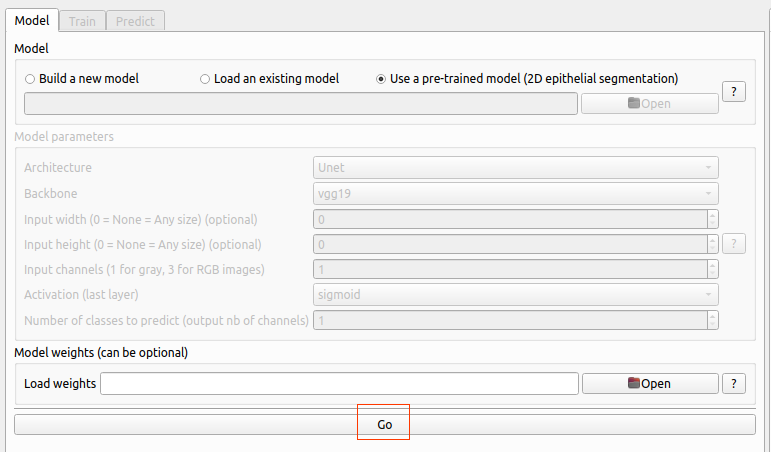 Model Train Predict
Model
Build a new model Load an existing model Use a pre-trained model (2D epithelial segmentation)
?
Open
Model parameters
Architecture Unet
Backbone vgg19
Input width (0 = None = Any size) (optional) 0
Input height (0 = None = Any size) (optional) 0 ?
Input channels (1 for gray, 3 for RGB images) 1
Activation (last layer) sigmoid
Number of classes to predict (output nb of channels) 1
Model weights (can be optional)
Load weights Open ?
Go